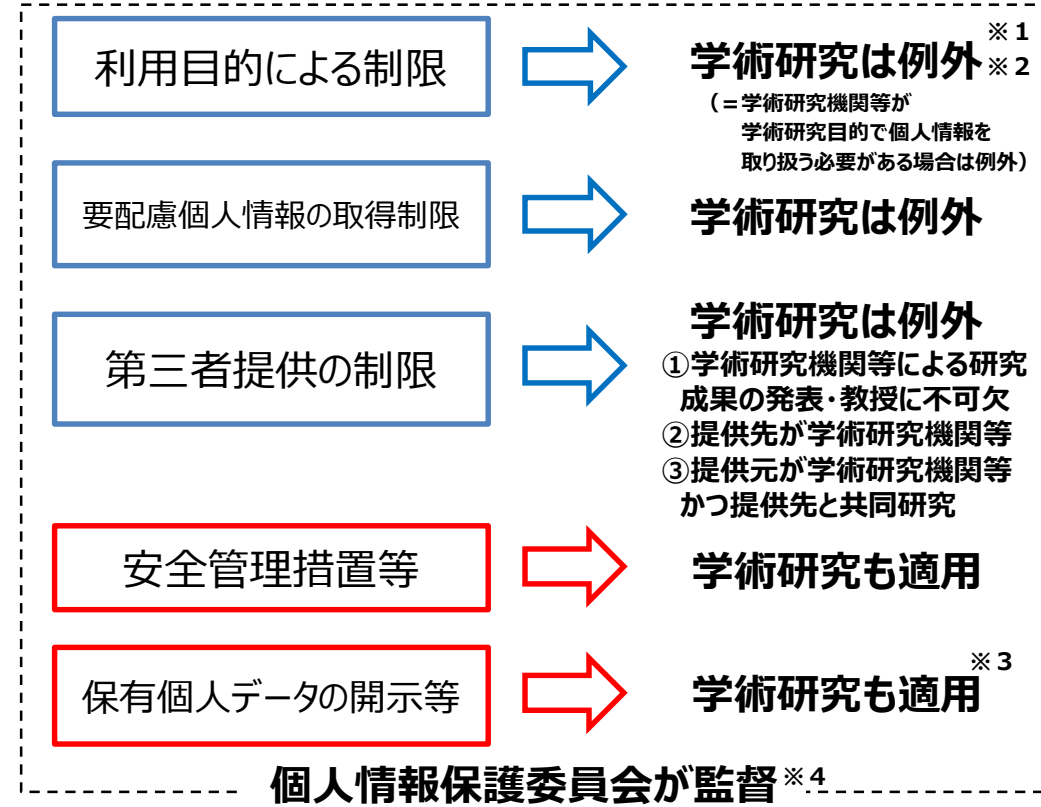 利用目的による制限
学術研究は例外※1
※2
（=学術研究機関等が
学術研究目的で個人情報を
取り扱う必要がある場合は例外）
要配慮個人情報の取得制限
学術研究は例外
第三者提供の制限
学術研究は例外
①学術研究機関等による研究
成果の発表・教授に不可欠
②提供先が学術研究機関等
③提供元が学術研究機関等
かつ提供先と共同研究
安全管理措置等
学術研究も適用
保有個人データの開示等
学術研究も適用※3
個人情報保護委員会が監督※4